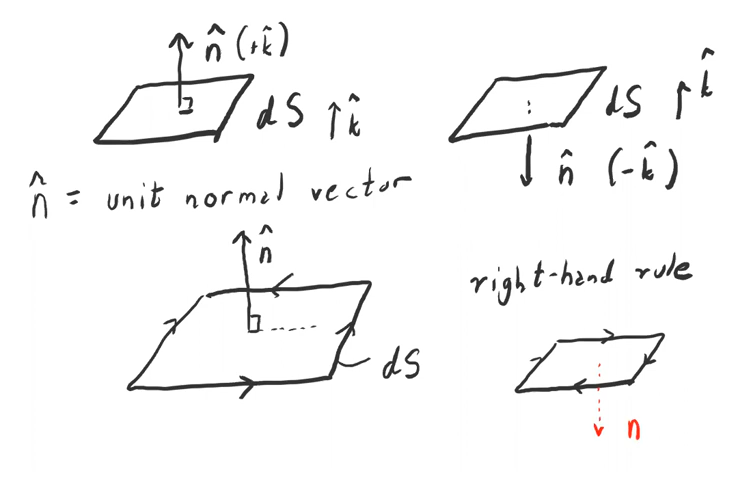 n̂ (+k̂)
dS ↑k̂
dS ↑k̂
n̂ (-k̂)
n̂ = unit normal vector
n̂
right-hand rule
dS
n